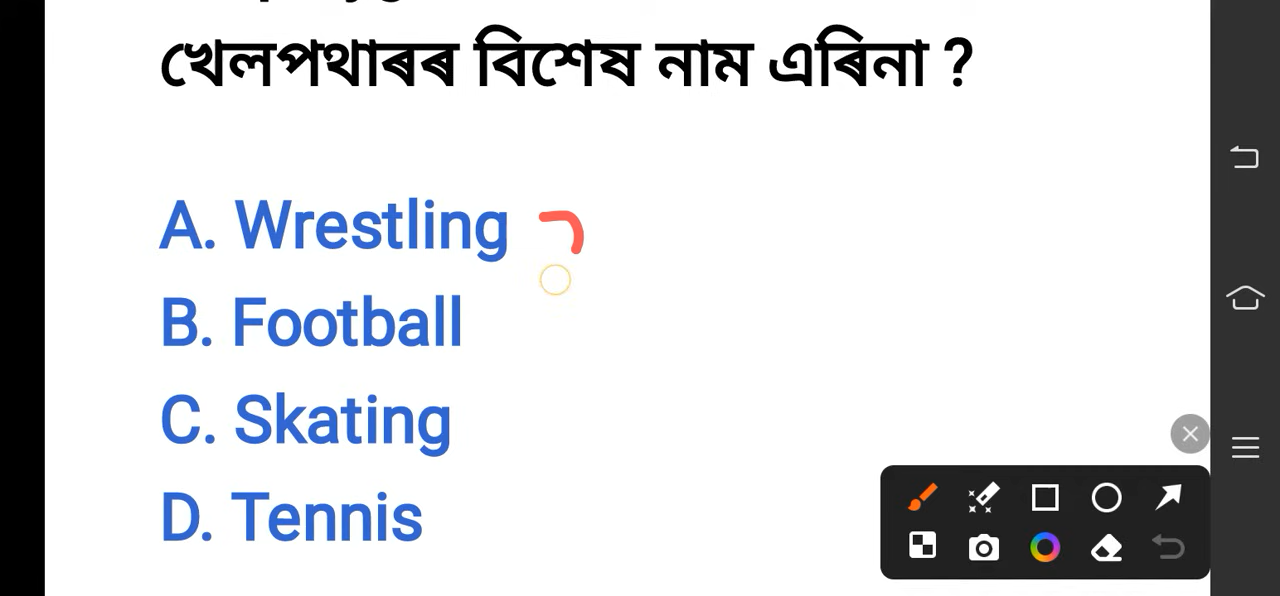 খেলপথাৰৰ বিশেষ নাম এৰিনা ?
A. Wrestling
B. Football
C. Skating
D. Tennis